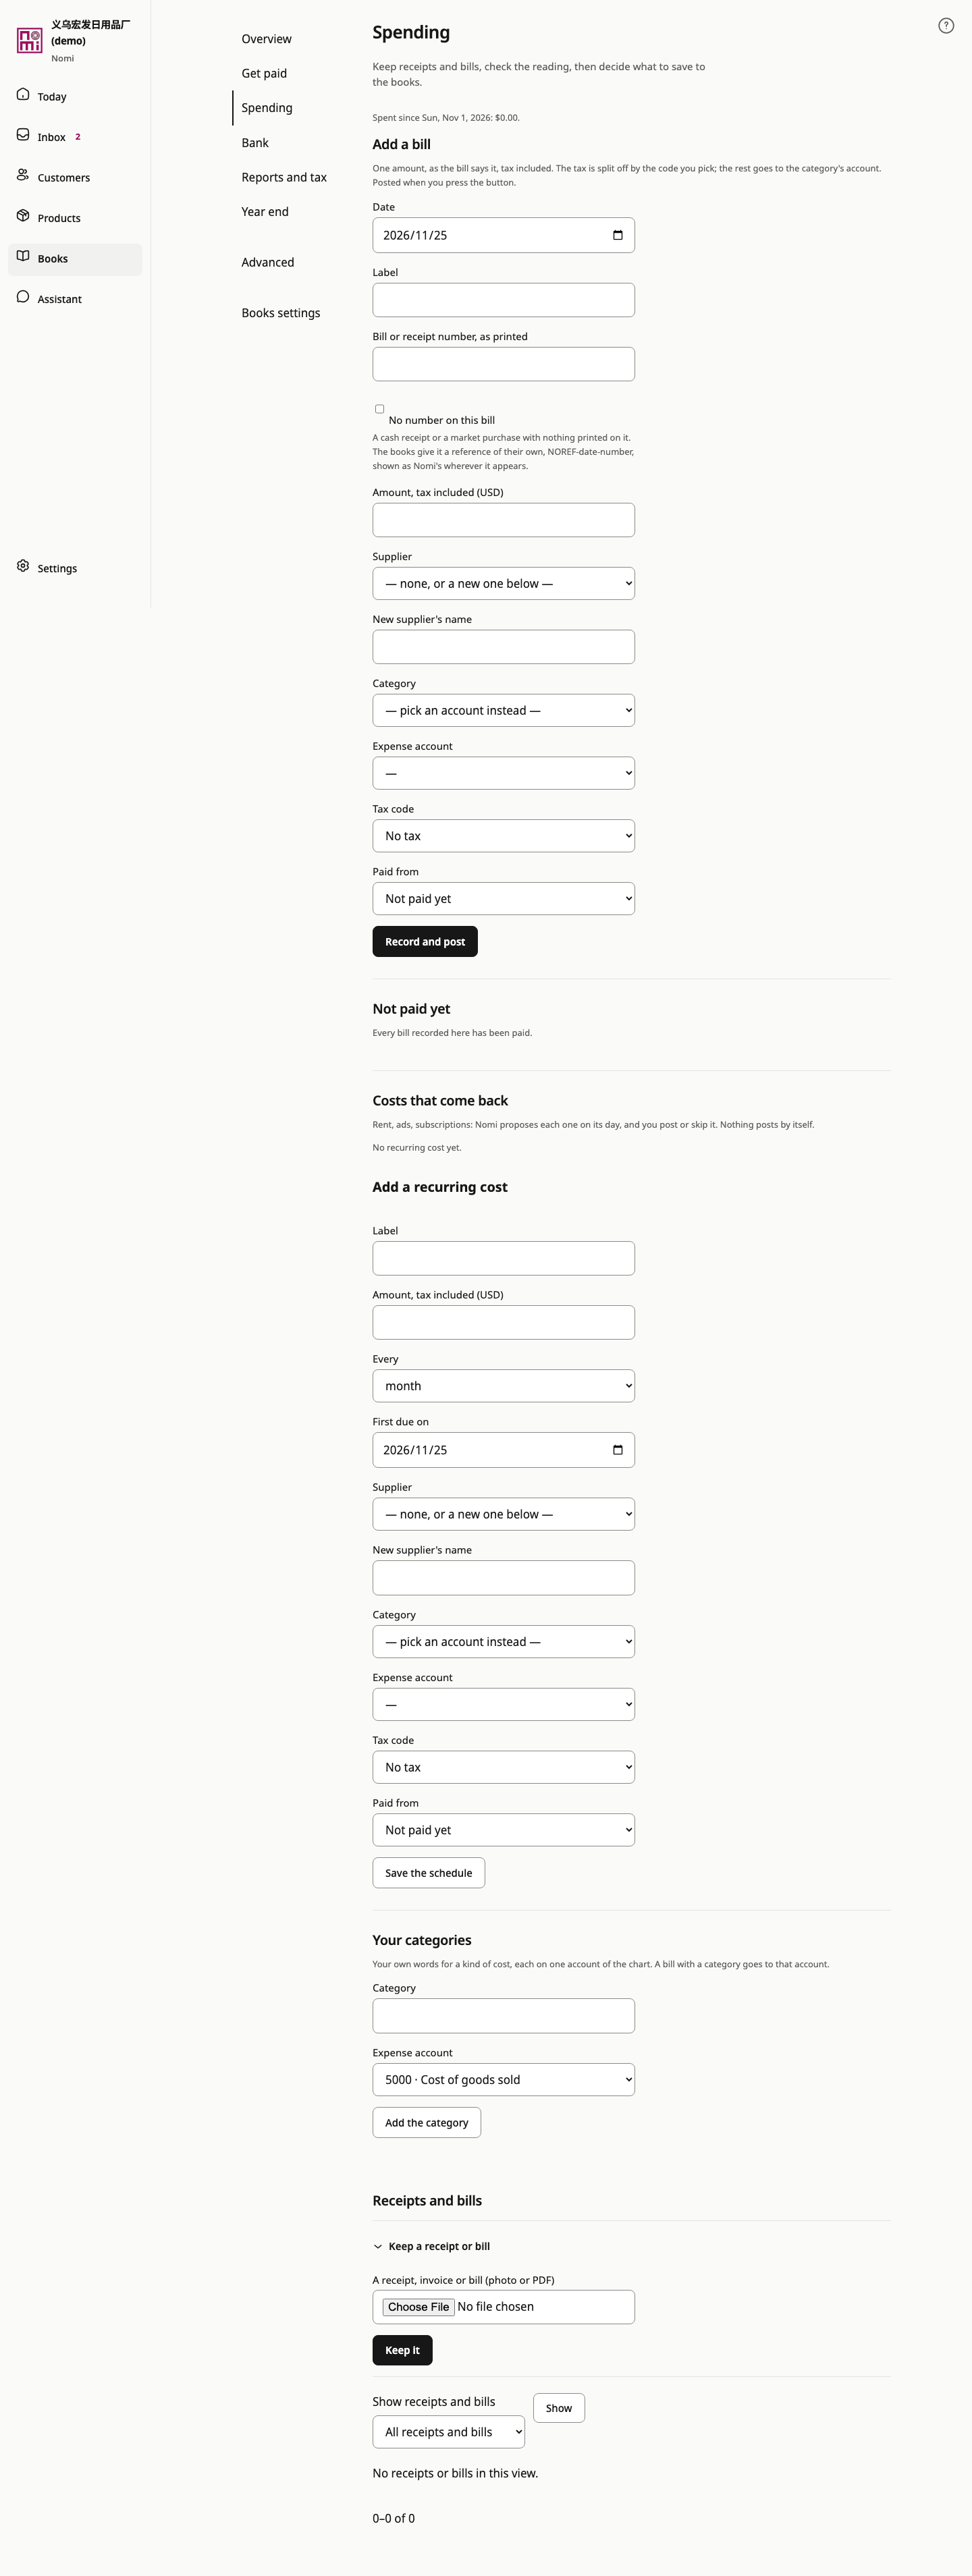 义乌宏发日用品厂
(demo)
Nomi
Today
Inbox 2
Customers
Products
Books
Assistant
Settings
Overview
Get paid
Spending
Bank
Reports and tax
Year end
Advanced
Books settings
Spending
Keep receipts and bills, check the reading, then decide what to save to
the books.
Spent since Sun, Nov 1, 2026: $0.00.
Add a bill
One amount, as the bill says it, tax included. The tax is split off by the code you pick; the rest goes to the category's account.
Posted when you press the button.
Date
2026/11/25
Label
Bill or receipt number, as printed
No number on this bill
A cash receipt or a market purchase with nothing printed on it.
The books give it a reference of their own, NOREF-date-number,
shown as Nomi's wherever it appears.
Amount, tax included (USD)
Supplier
— none, or a new one below —
New supplier's name
Category
— pick an account instead —
Expense account
—
Tax code
No tax
Paid from
Not paid yet
Record and post
Not paid yet
Every bill recorded here has been paid.
Costs that come back
Rent, ads, subscriptions: Nomi proposes each one on its day, and you post or skip it. Nothing posts by itself.
No recurring cost yet.
Add a recurring cost
Label
Amount, tax included (USD)
Every
month
First due on
2026/11/25
Supplier
— none, or a new one below —
New supplier's name
Category
— pick an account instead —
Expense account
—
Tax code
No tax
Paid from
Not paid yet
Save the schedule
Your categories
Your own words for a kind of cost, each on one account of the chart. A bill with a category goes to that account.
Category
Expense account
5000 · Cost of goods sold
Add the category
Receipts and bills
Keep a receipt or bill
A receipt, invoice or bill (photo or PDF)
Choose File No file chosen
Keep it
Show receipts and bills
Show
All receipts and bills
No receipts or bills in this view.
0–0 of 0